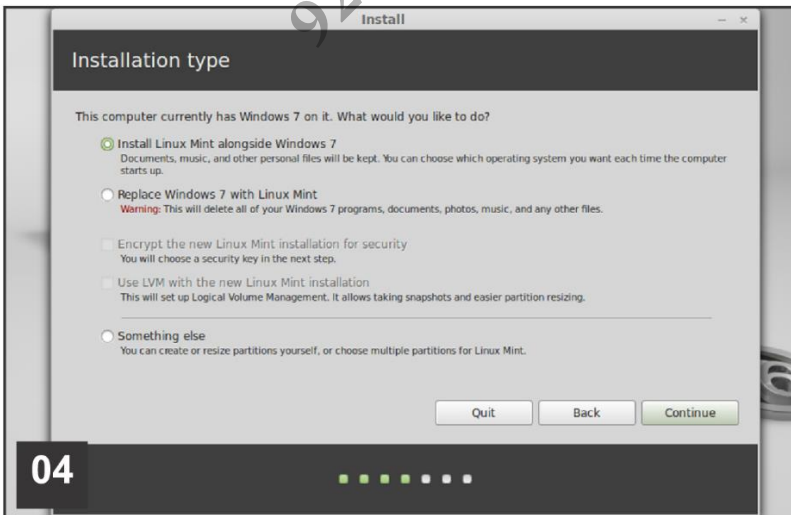 92
Install
Installation type
This computer currently has Windows 7 on it. What would you like to do?
Install Linux Mint alongside Windows 7
Documents, music, and other personal files will be kept. You can choose which operating system you want each time the computer
starts up.
Replace Windows 7 with Linux Mint
Warning: This will delete all of your Windows 7 programs, documents, photos, music, and any other files.
Encrypt the new Linux Mint installation for security
You will choose a security key in the next step.
Use LVM with the new Linux Mint installation
This will set up Logical Volume Management. It allows taking snapshots and easier partition resizing.
Something else
You can create or resize partitions yourself, or choose multiple partitions for Linux Mint.
Quit Back Continue
04